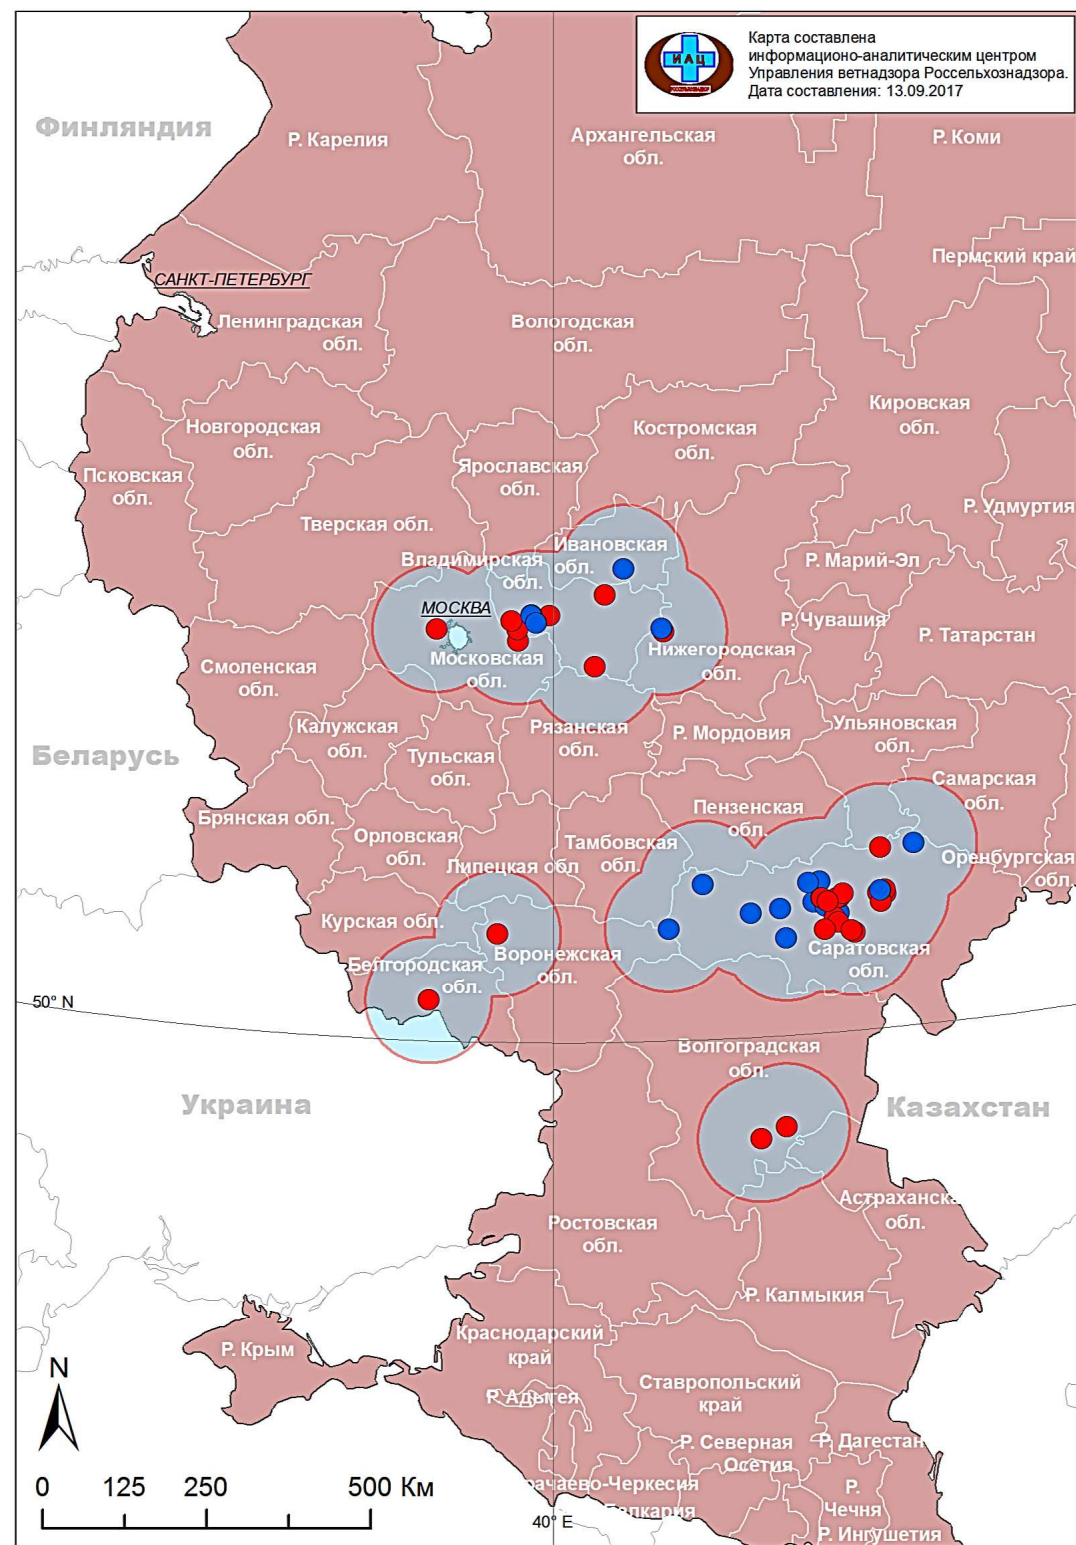 Карта составлена
информационо-аналитическим центром
Управления ветнадзора Россельхознадзора.
Дата составления: 13.09.2017
ИАЦ
Финляндия
Р. Карелия
Архангельская
обл.
Р. Коми
Пермский край
САНКТ-ПЕТЕРБУРГ
Ленинградская
обл.
Вологодская
обл.
Новгородская
обл.
Костромская
обл.
Кировская
обл.
Псковская
обл.
Ярославская
обл.
Р. Удмуртия
Тверская обл.
Владимирская
обл.
Ивановская
обл.
Р. Марий-Эл
МОСКВА
Р. Чувашия
Р. Татарстан
Смоленская
обл.
Московская
обл.
Нижегородская
обл.
Калужская
обл.
Рязанская
обл.
Р. Мордовия
Ульяновская
обл.
Беларусь
Тульская
обл.
Самарская
обл.
Брянская обл.
Орловская
обл.
Пензенская
обл.
Тамбовская
обл.
Липецкая обл
Оренбургская
обл.
Курская обл.
Белгородская
обл.
Воронежская
обл.
Саратовская
обл.
50° N
Волгоградская
обл.
Украина
Казахстан
Астраханска
обл.
Ростовская
обл.
Р. Калмыкия
Краснодарский
край
Р. Крым
Ставропольский
край
Р. Адыгея
N
Р. Северная
Осетия
Р. Дагестан
рачаево-Черкесия
Балкария
Р.
Чечня
Р. Ингушетия
0 125 250 500 Км
40° E